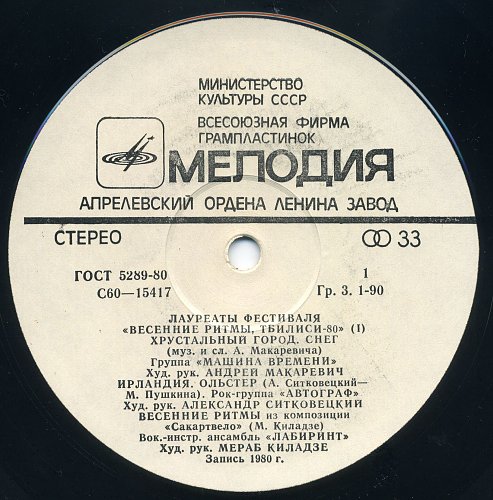 МИНИСТЕРСТВО
КУЛЬТУРЫ СССР
ВСЕСОЮЗНАЯ ФИРМА
ГРАМПЛАСТИНОК
МЕЛОДИЯ
АПРЕЛЕВСКИЙ ОРДЕНА ЛЕНИНА ЗАВОД
СТЕРЕО 33
ГОСТ 5289-80 1
С60—15417 Гр. 3. 1-90
ЛАУРЕАТЫ ФЕСТИВАЛЯ
«ВЕСЕННИЕ РИТМЫ, ТБИЛИСИ-80» (I)
ХРУСТАЛЬНЫЙ ГОРОД. СНЕГ
(муз. и сл. А. Макаревича)
Группа «МАШИНА ВРЕМЕНИ»
Худ. рук. АНДРЕЙ МАКАРЕВИЧ
ИРЛАНДИЯ. ОЛЬСТЕР (А. Ситковецкий—
М. Пушкина). Рок-группа «АВТОГРАФ»
Худ. рук. АЛЕКСАНДР СИТКОВЕЦКИЙ
ВЕСЕННИЕ РИТМЫ из композиции
«Сакартвело» (М. Киладзе)
Вок.-инстр. ансамбль «ЛАБИРИНТ»
Худ. рук. МЕРАБ КИЛАДЗЕ
Запись 1980 г.